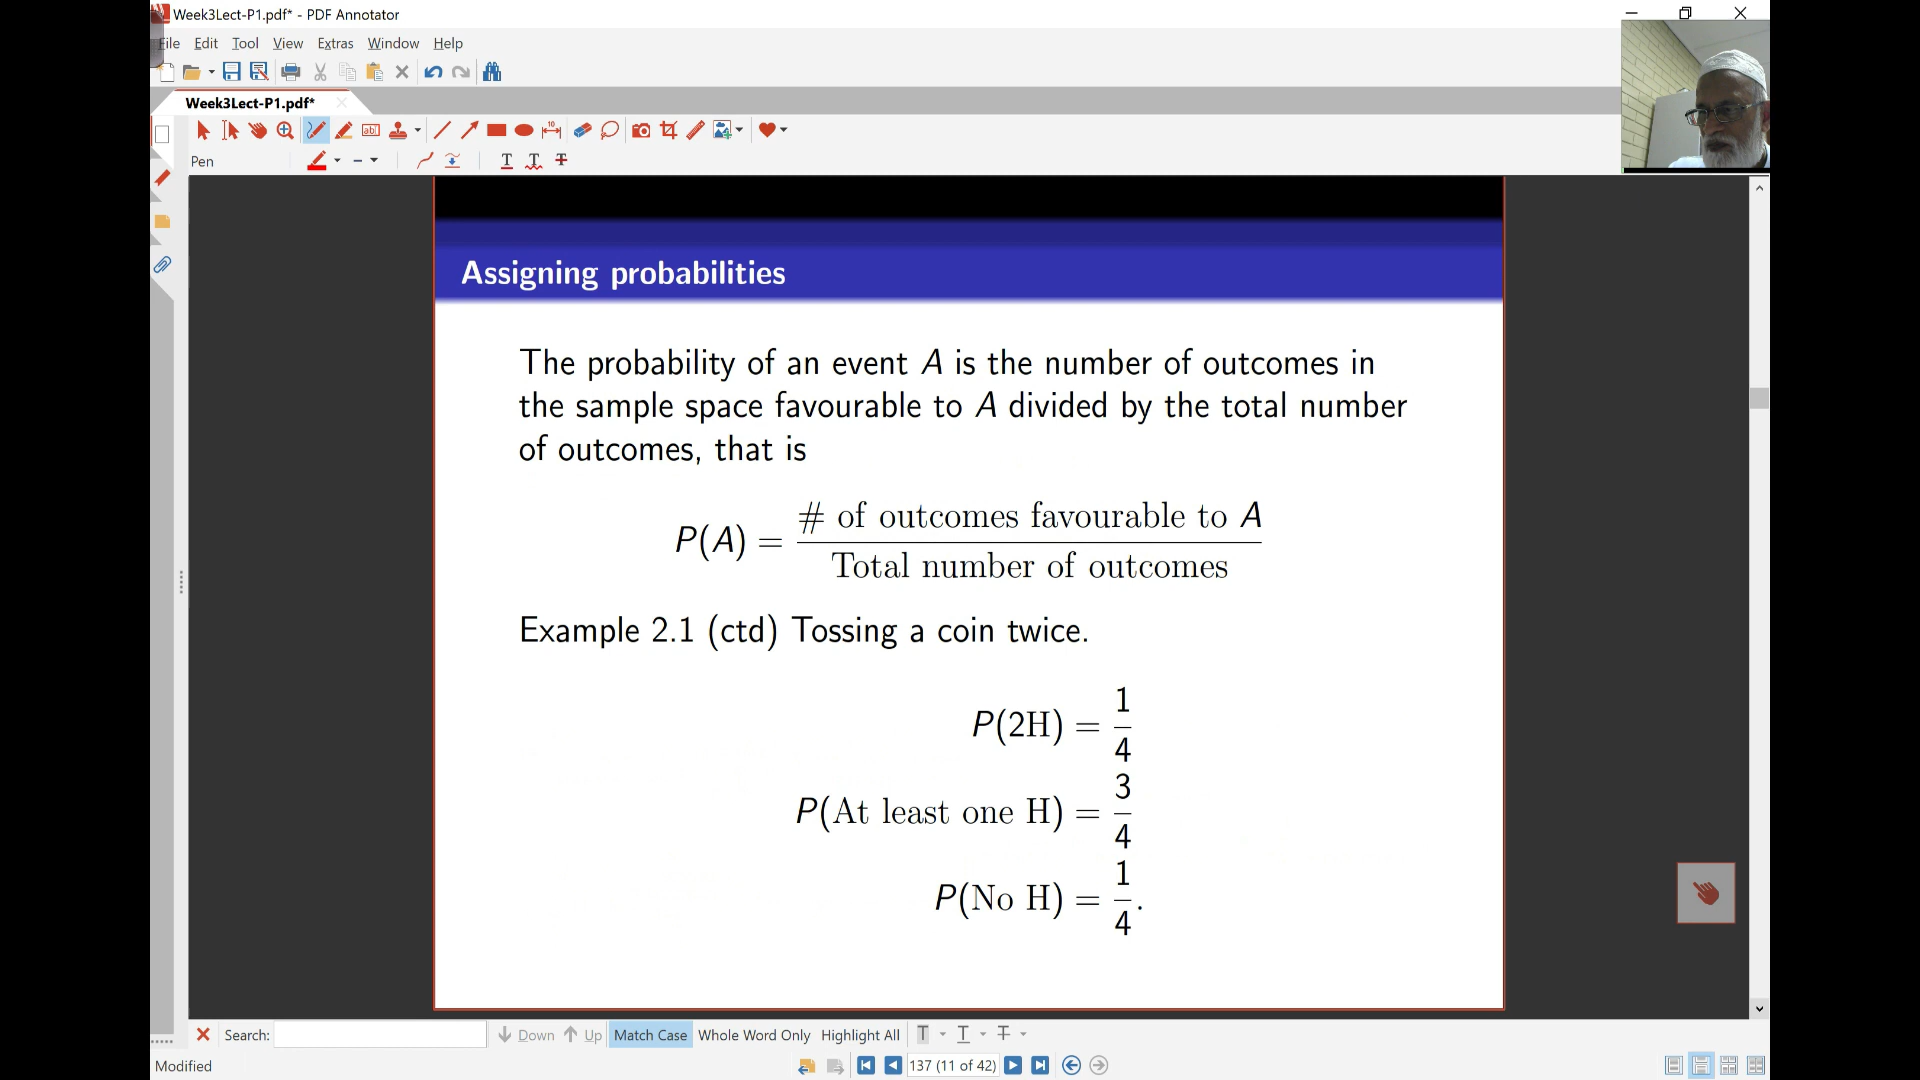 Week3Lect-P1.pdf* - PDF Annotator
File Edit Tool View Extras Window Help
Week3Lect-P1.pdf*
Pen
Assigning probabilities
The probability of an event A is the number of outcomes in
the sample space favourable to A divided by the total number
of outcomes, that is
P(A) = # of outcomes favourable to A / Total number of outcomes
Example 2.1 (ctd) Tossing a coin twice.
P(2H) = 1/4
P(At least one H) = 3/4
P(No H) = 1/4.
Search: Down Up Match Case Whole Word Only Highlight All
Modified 137 (11 of 42)